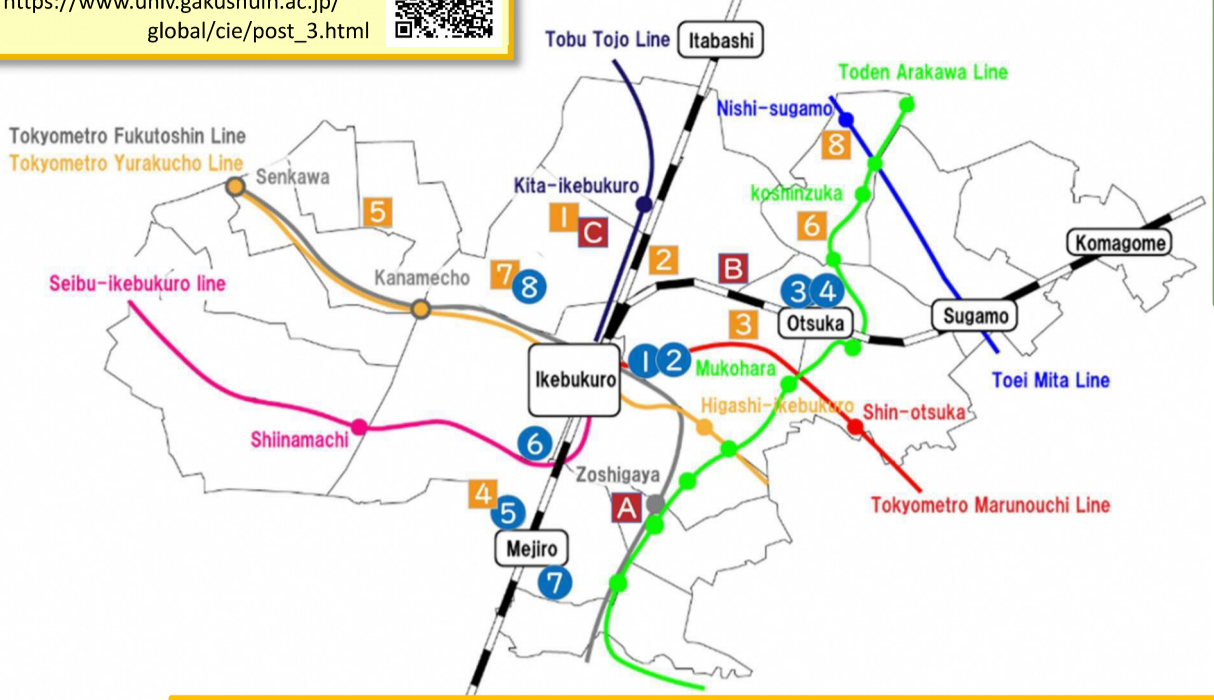 https://www.univ.gakushuin.ac.jp/
global/cie/post_3.html
Tobu Tojo Line
Itabashi
Toden Arakawa Line
Nishi-sugamo
8
Tokyometro Fukutoshin Line
Tokyometro Yurakucho Line
Senkawa
Kita-ikebukuro
koshinzuka
5
1
C
6
Komagome
2
B
Kanamecho
7
8
Seibu-ikebukuro line
3
4
Otsuka
Sugamo
3
1
2
Mukohara
Ikebukuro
Toei Mita Line
Higashi-ikebukuro
Shin-otsuka
Shiinamachi
6
Zoshigaya
4
5
A
Tokyometro Marunouchi Line
Mejiro
7